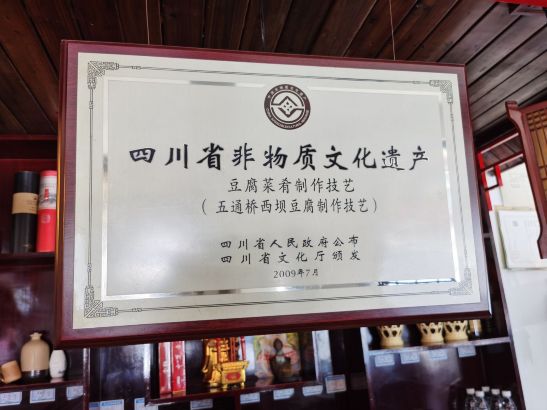 四川省非物质文化遗产
豆腐菜肴制作技艺
（五通桥西坝豆腐制作技艺）
四川省人民政府公布
四川省文化厅颁发
2009年7月